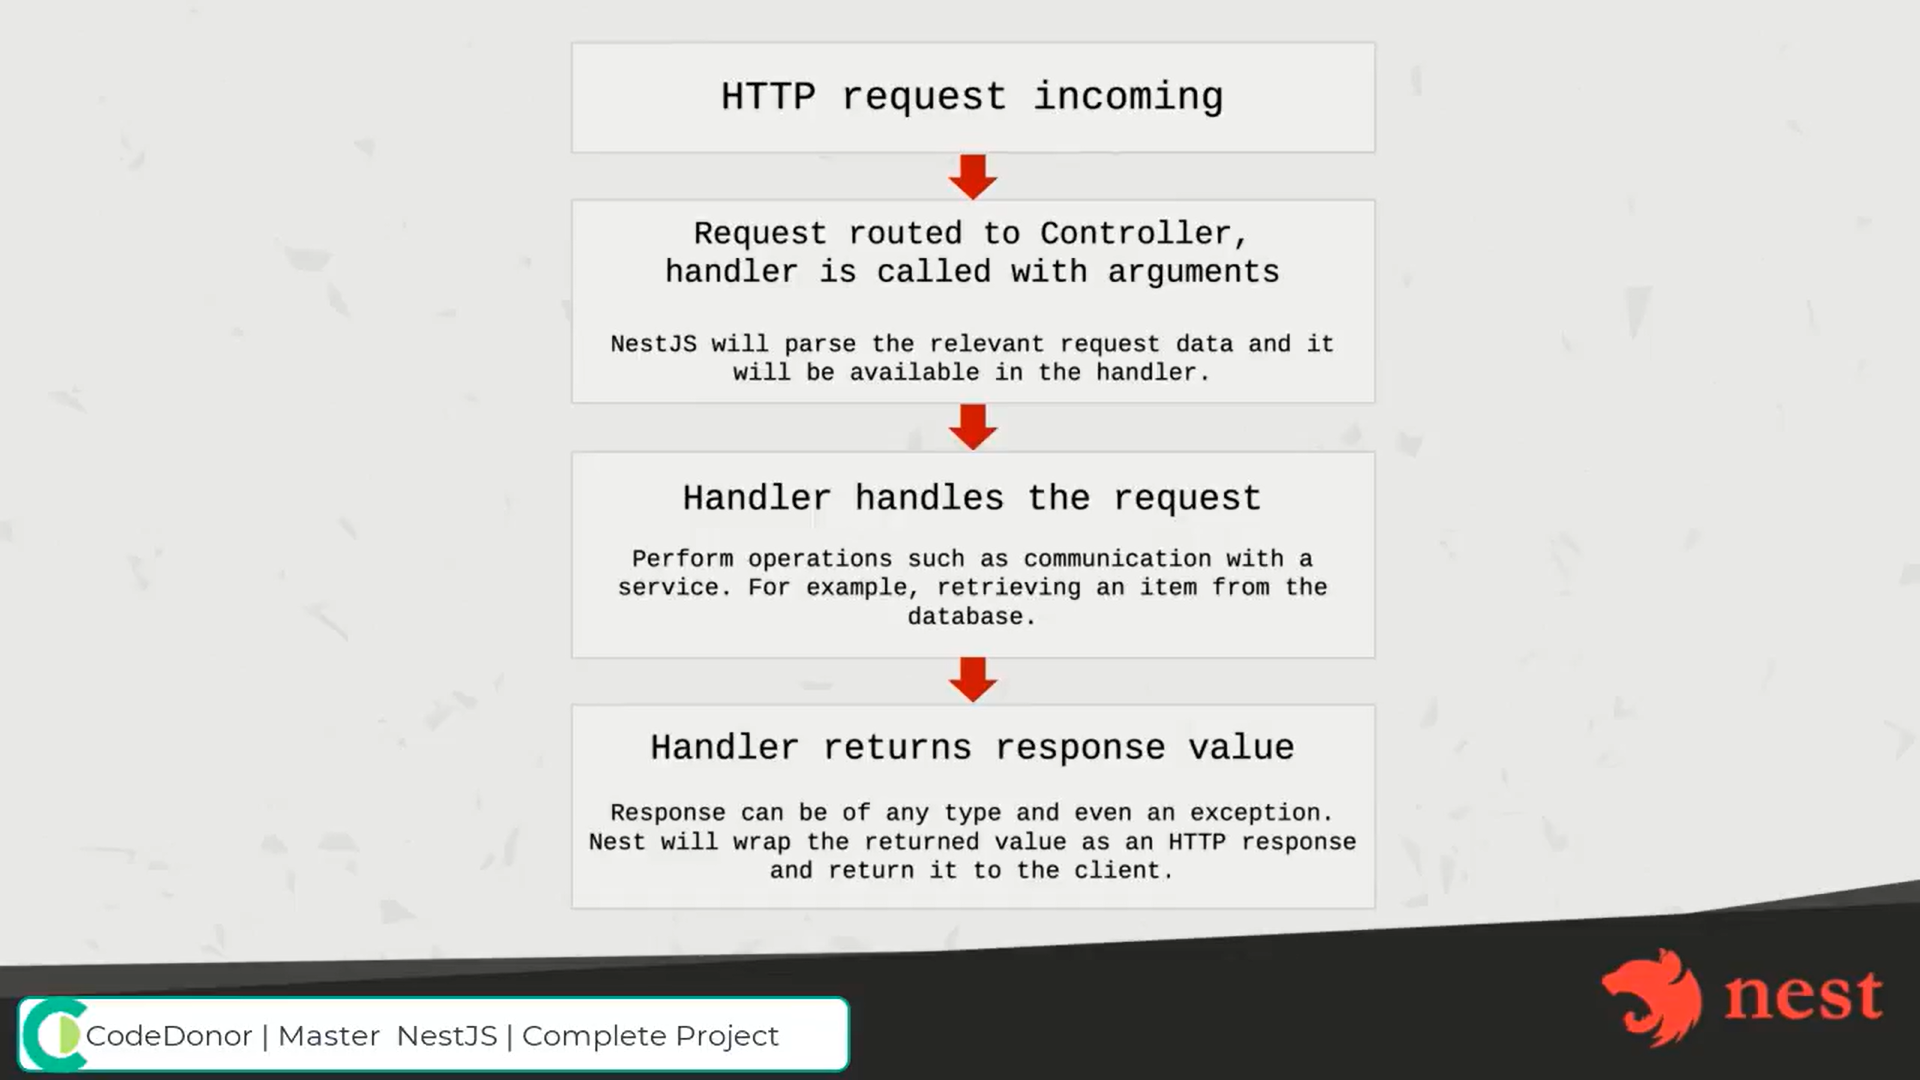 HTTP request incoming
Request routed to Controller,
handler is called with arguments
NestJS will parse the relevant request data and it
will be available in the handler.
Handler handles the request
Perform operations such as communication with a
service. For example, retrieving an item from the
database.
Handler returns response value
Response can be of any type and even an exception.
Nest will wrap the returned value as an HTTP response
and return it to the client.
nest
CodeDonor | Master NestJS | Complete Project